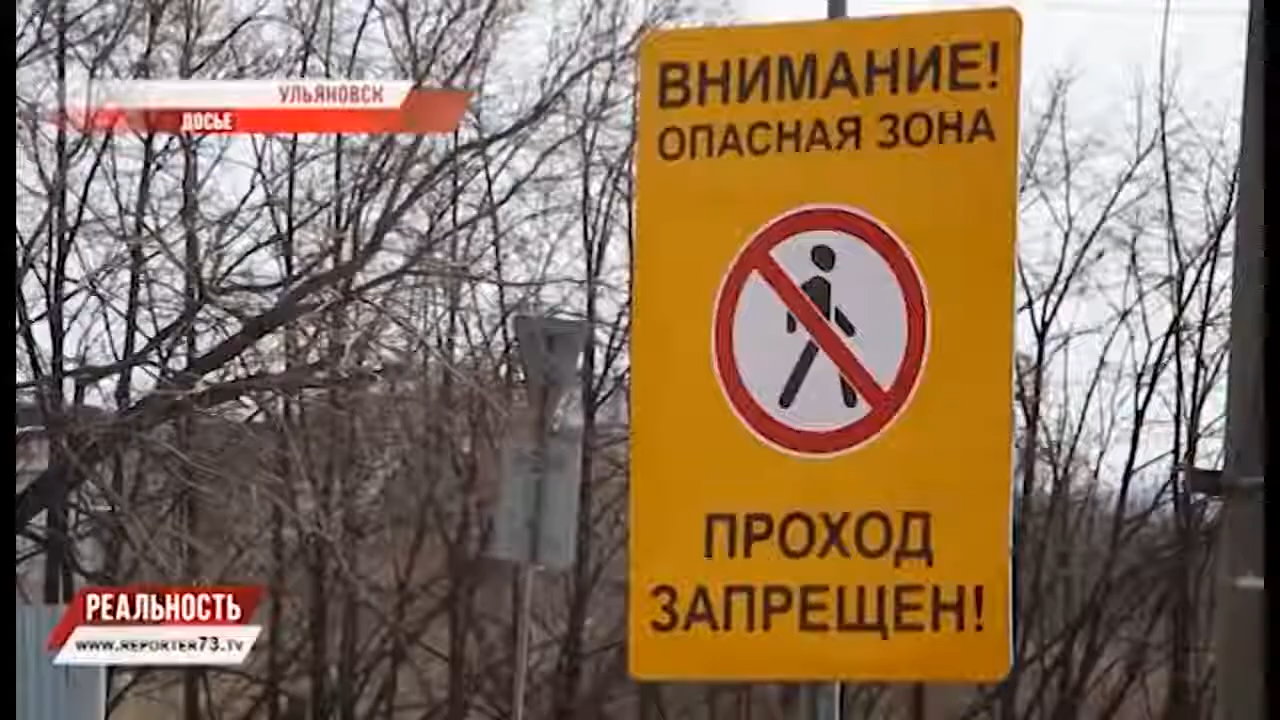 УЛЬЯНОВСК
ДОСЬЕ
ВНИМАНИЕ!
ОПАСНАЯ ЗОНА
ПРОХОД
ЗАПРЕЩЕН!
РЕАЛЬНОСТЬ
WWW.REPORTER73.TV